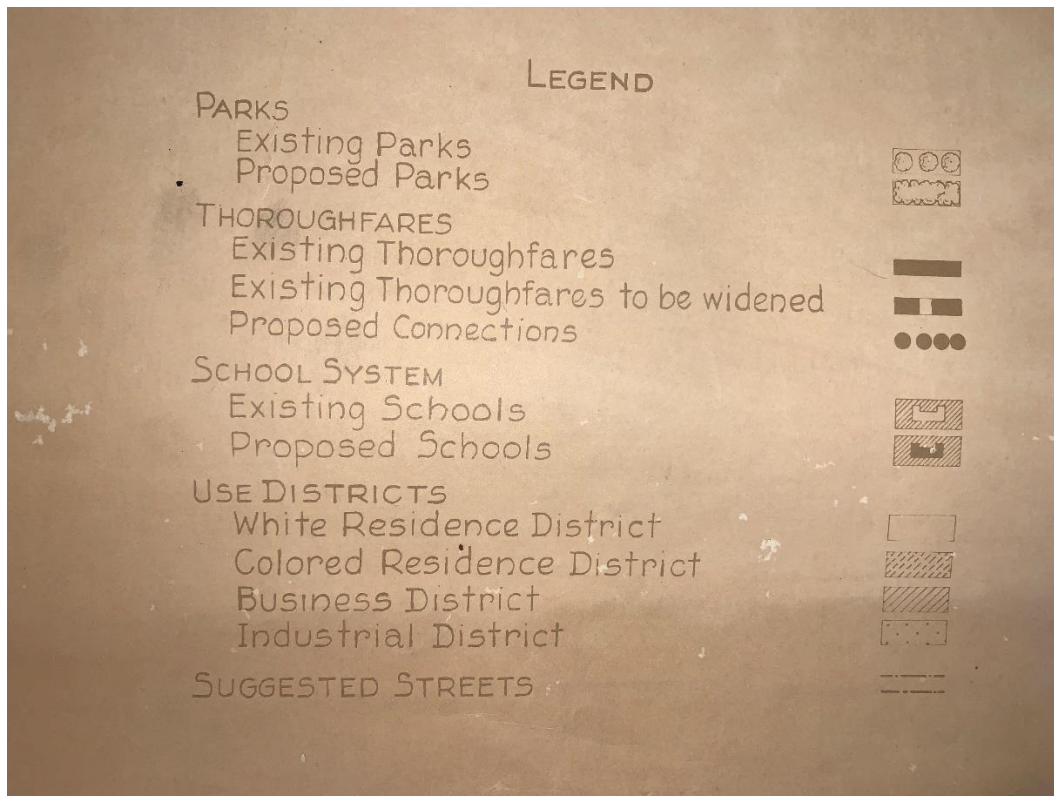 LEGEND
PARKS
Existing Parks
Proposed Parks
THOROUGHFARES
Existing Thoroughfares
Existing Thoroughfares to be widened
Proposed Connections
SCHOOL SYSTEM
Existing Schools
Proposed Schools
USE DISTRICTS
White Residence District
Colored Residence District
Business District
Industrial District
SUGGESTED STREETS